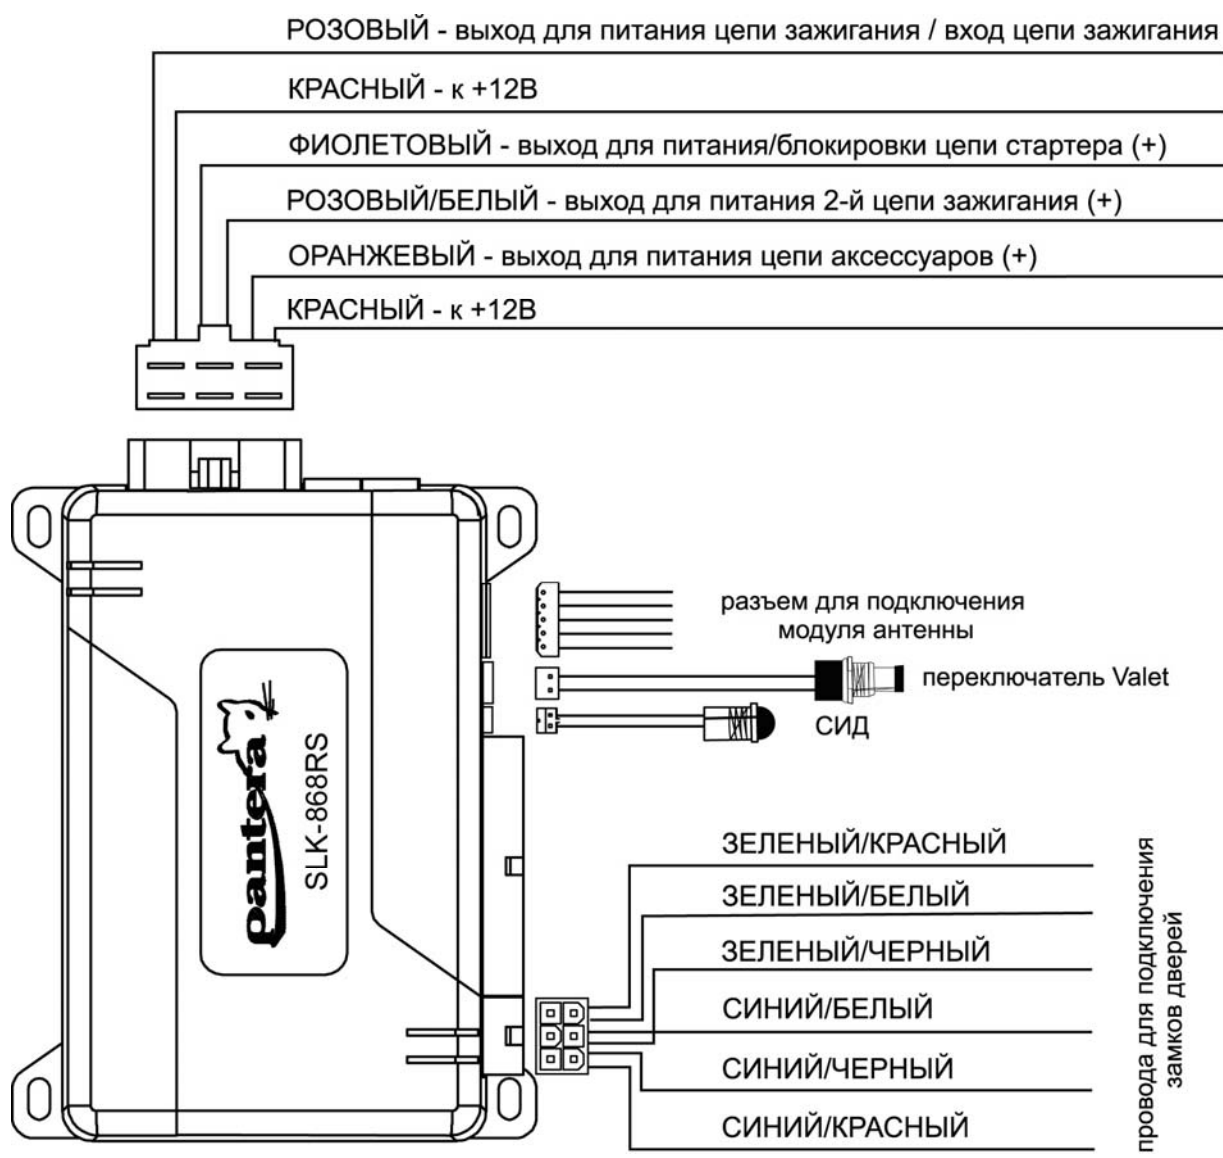 РОЗОВЫЙ - выход для питания цепи зажигания / вход цепи зажигания
КРАСНЫЙ - к +12В
ФИОЛЕТОВЫЙ - выход для питания/блокировки цепи стартера (+)
РОЗОВЫЙ/БЕЛЫЙ - выход для питания 2-й цепи зажигания (+)
ОРАНЖЕВЫЙ - выход для питания цепи аксессуаров (+)
КРАСНЫЙ - к +12В
разъем для подключения
модуля антенны
переключатель Valet
СИД
pantera
SLK-868RS
ЗЕЛЕНЫЙ/КРАСНЫЙ
ЗЕЛЕНЫЙ/БЕЛЫЙ
ЗЕЛЕНЫЙ/ЧЕРНЫЙ
СИНИЙ/БЕЛЫЙ
СИНИЙ/ЧЕРНЫЙ
СИНИЙ/КРАСНЫЙ
провода для подключения
замков дверей